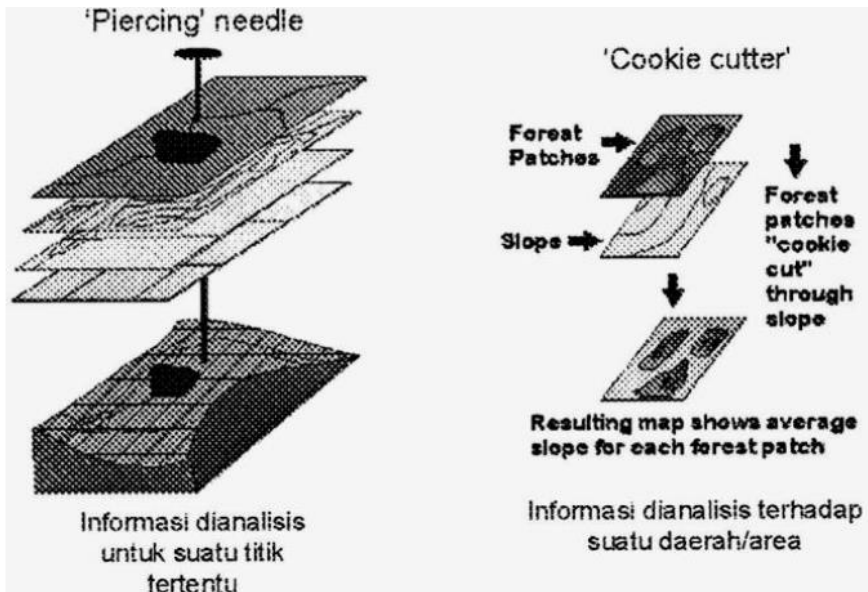 'Piercing' needle
Informasi dianalisis
untuk suatu titik
tertentu
'Cookie cutter'
Forest
Patches
Slope
Forest
patches
"cookie
cut"
through
slope
Resulting map shows average
slope for each forest patch
Informasi dianalisis terhadap
suatu daerah/area